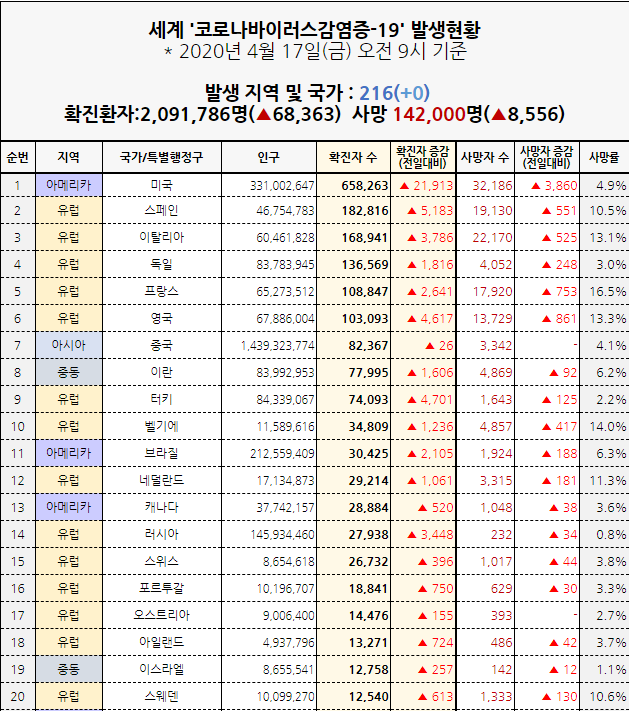 세계 '코로나바이러스감염증-19' 발생현황
* 2020년 4월 17일(금) 오전 9시 기준
발생 지역 및 국가 : 216(+0)
확진환자:2,091,786명(▲68,363) 사망 142,000명(▲8,556)
순번 지역 국가/특별행정구 인구 확진자 수 확진자 증감 사망자 수 사망자 증감 사망률
(전일대비) (전일대비)
1 아메리카 미국 331,002,647 658,263 ▲ 21,913 32,186 ▲ 3,860 4.9%
2 유럽 스페인 46,754,783 182,816 ▲ 5,183 19,130 ▲ 551 10.5%
3 유럽 이탈리아 60,461,828 168,941 ▲ 3,786 22,170 ▲ 525 13.1%
4 유럽 독일 83,783,945 136,569 ▲ 1,816 4,052 ▲ 248 3.0%
5 유럽 프랑스 65,273,512 108,847 ▲ 2,641 17,920 ▲ 753 16.5%
6 유럽 영국 67,886,004 103,093 ▲ 4,617 13,729 ▲ 861 13.3%
7 아시아 중국 1,439,323,774 82,367 ▲ 26 3,342 - 4.1%
8 중동 이란 83,992,953 77,995 ▲ 1,606 4,869 ▲ 92 6.2%
9 유럽 터키 84,339,067 74,093 ▲ 4,701 1,643 ▲ 125 2.2%
10 유럽 벨기에 11,589,616 34,809 ▲ 1,236 4,857 ▲ 417 14.0%
11 아메리카 브라질 212,559,409 30,425 ▲ 2,105 1,924 ▲ 188 6.3%
12 유럽 네덜란드 17,134,873 29,214 ▲ 1,061 3,315 ▲ 181 11.3%
13 아메리카 캐나다 37,742,157 28,884 ▲ 520 1,048 ▲ 38 3.6%
14 유럽 러시아 145,934,460 27,938 ▲ 3,448 232 ▲ 34 0.8%
15 유럽 스위스 8,654,618 26,732 ▲ 396 1,017 ▲ 44 3.8%
16 유럽 포르투갈 10,196,707 18,841 ▲ 750 629 ▲ 30 3.3%
17 유럽 오스트리아 9,006,400 14,476 ▲ 155 393 - 2.7%
18 유럽 아일랜드 4,937,796 13,271 ▲ 724 486 ▲ 42 3.7%
19 중동 이스라엘 8,655,541 12,758 ▲ 257 142 ▲ 12 1.1%
20 유럽 스웨덴 10,099,270 12,540 ▲ 613 1,333 ▲ 130 10.6%